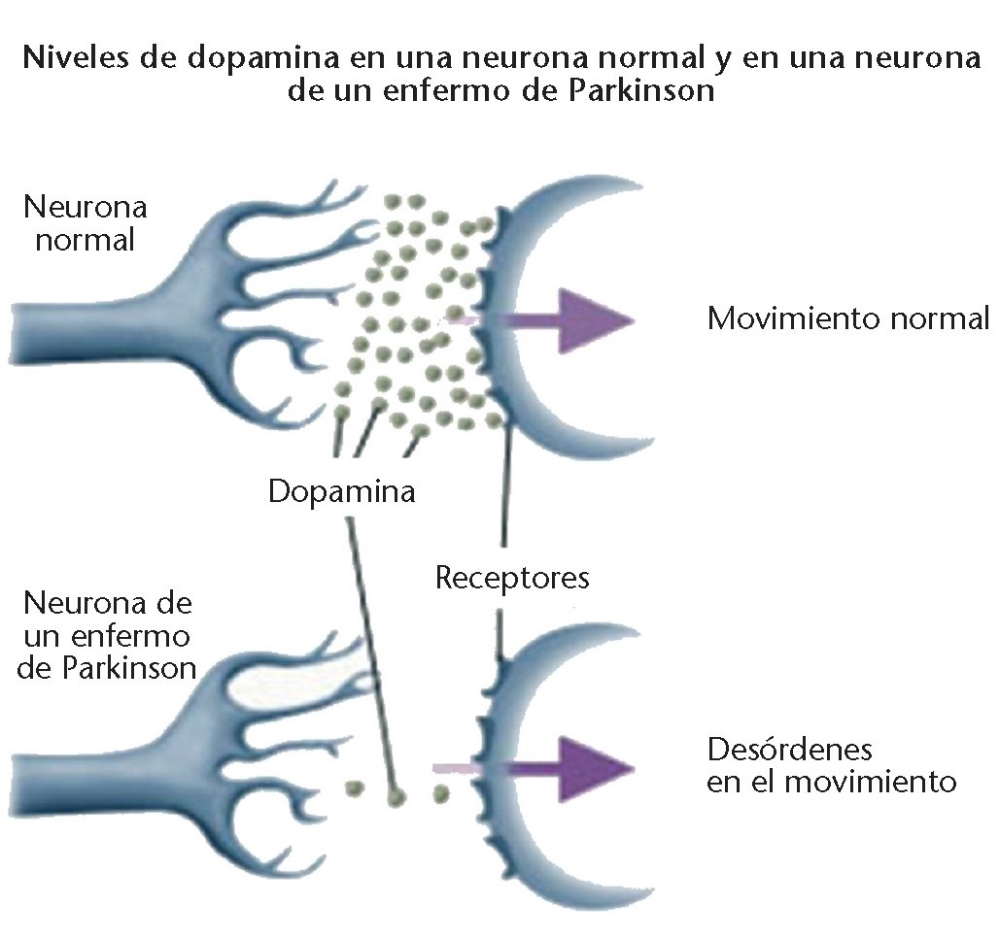 Niveles de dopamina en una neurona normal y en una neurona
de un enfermo de Parkinson
Neurona
normal
Movimiento normal
Dopamina
Receptores
Neurona de
un enfermo
de Parkinson
Desórdenes
en el movimiento